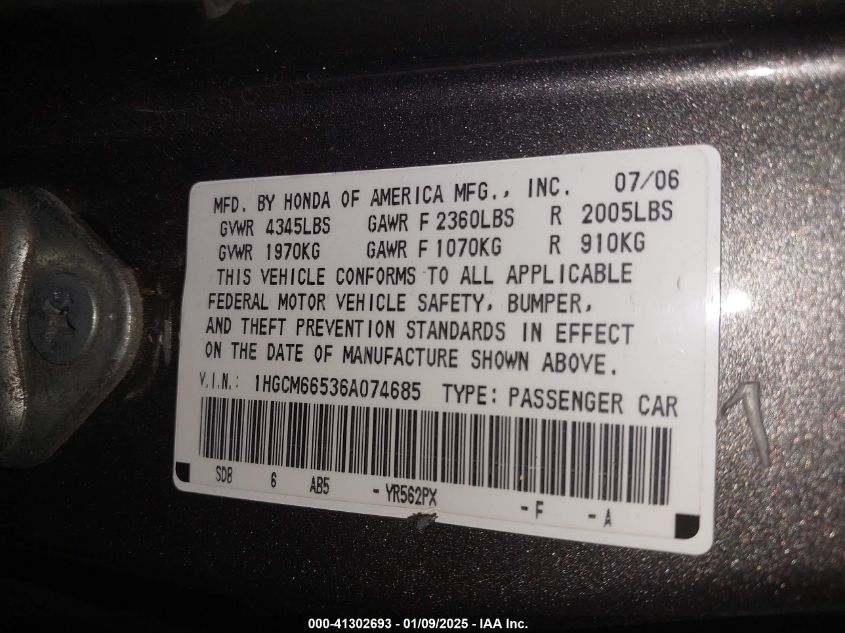 MFD. BY HONDA OF AMERICA MFG., INC. 07/06
GVWR 4345LBS GAWR F 2360LBS R 2005LBS
GVWR 1970KG GAWR F 1070KG R 910KG
THIS VEHICLE CONFORMS TO ALL APPLICABLE
FEDERAL MOTOR VEHICLE SAFETY, BUMPER,
AND THEFT PREVENTION STANDARDS IN EFFECT
ON THE DATE OF MANUFACTURE SHOWN ABOVE.
V.I.N.: 1HGCM66536A074685 TYPE: PASSENGER CAR
SDB 6 AB5 - YR562PX - F - A
000-41302693 - 01/09/2025 - IAA Inc.